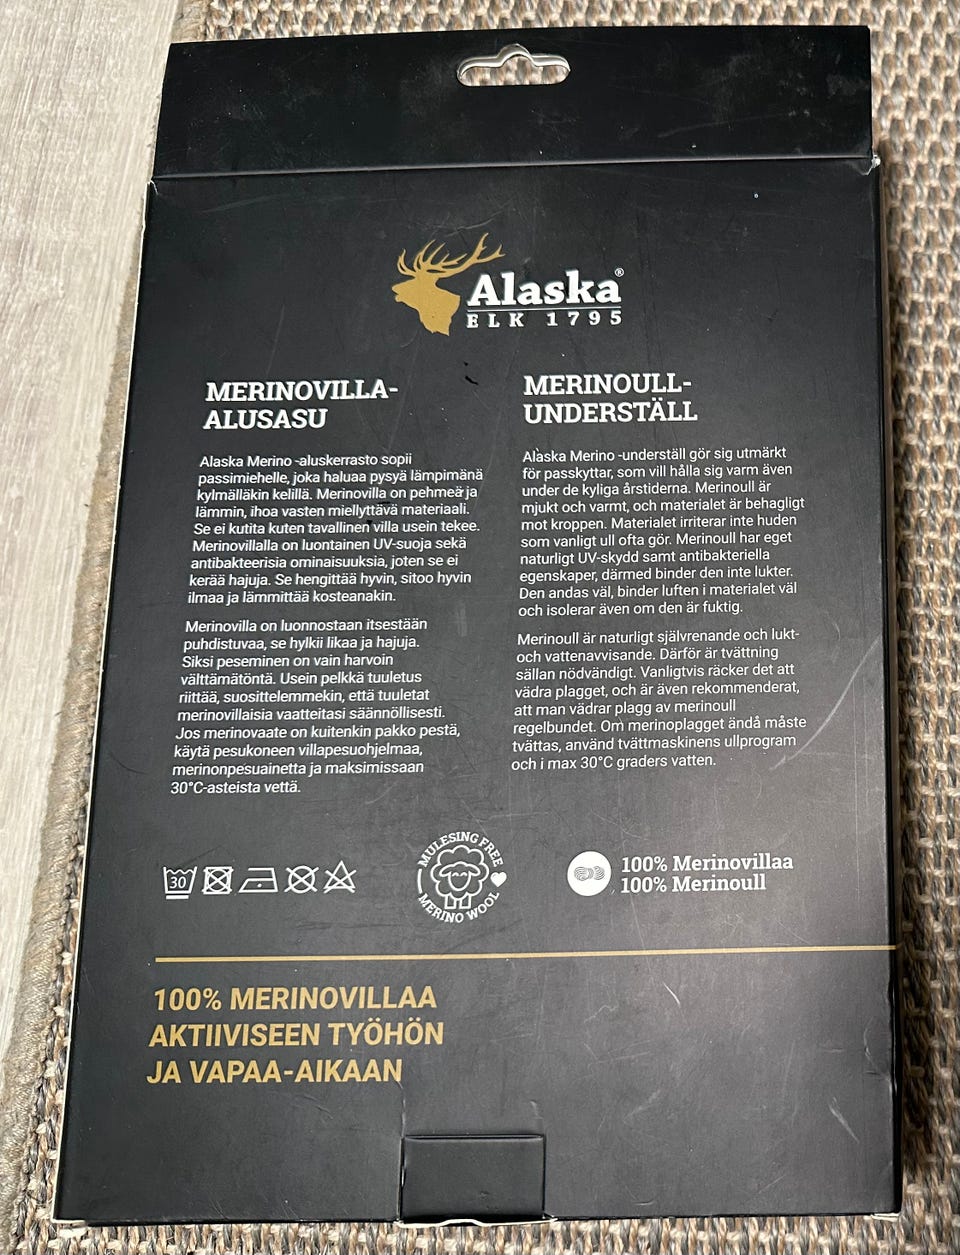 Alaska®
ELK 1795
MERINOVILLA-
ALUSASU
Alaska Merino -aluskerrasto sopii
passimiehelle, joka haluaa pysyä lämpimänä
kylmälläkin kelillä. Merinovilla on pehmeä ja
lämmin, ihoa vasten miellyttävä materiaali.
Se ei kutita kuten tavallinen villa usein tekee.
Merinovillalla on luontainen UV-suoja sekä
antibakteerisia ominaisuuksia, joten se ei
kerää hajuja. Se hengittää hyvin, sitoo hyvin
ilmaa ja lämmittää kosteanakin.
Merinovilla on luonnostaan itsestään
puhdistuvaa, se hylkii likaa ja hajuja.
Siksi peseminen on vain harvoin
välttämätöntä. Usein pelkkä tuuletus
riittää, suosittelemmekin, että tuuletat
merinovillaisia vaatteitasi säännöllisesti.
Jos merinovaate on kuitenkin pakko pestä,
käytä pesukoneen villapesuohjelmaa,
merinonpesuainetta ja maksimissaan
30°C-asteista vettä.
MERINOULL-
UNDERSTÄLL
Alaska Merino -underställ gör sig utmärkt
för passkyttar, som vill hålla sig varm även
under de kyliga årstiderna. Merinoull är
mjukt och varmt, och materialet är behagligt
mot kroppen. Materialet irriterar inte huden
som vanligt ull ofta gör. Merinoull har eget
naturligt UV-skydd samt antibakteriella
egenskaper, därmed binder den inte lukter.
Den andas väl, binder luften i materialet väl
och isolerar även om den är fuktig.
Merinoull är naturligt självrenande och lukt-
och vattenavvisande. Därför är tvättning
sällan nödvändigt. Vanligtvis räcker det att
vädra plagget, och är även rekommenderat,
att man vädrar plagg av merinoull
regelbundet. Om merinoplagget ändå måste
tvättas, använd tvättmaskinens ullprogram
och i max 30°C graders vatten.
30
MULESING FREE
MERINO WOOL
100% Merinovillaa
100% Merinoull
100% MERINOVILLAA
AKTIIVISEEN TYÖHÖN
JA VAPAA-AIKAAN